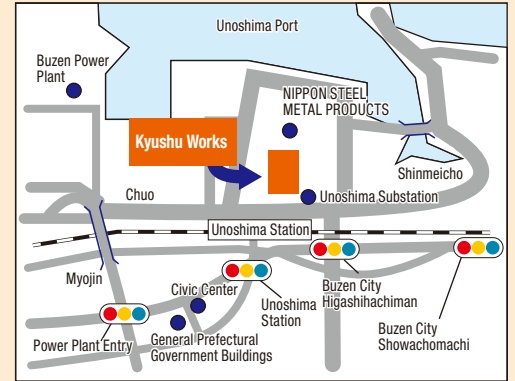 Unoshima Port
Buzen Power
Plant
NIPPON STEEL
METAL PRODUCTS
Kyushu Works
Shinmeicho
Chuo
Unoshima Substation
Unoshima Station
Myojin
Civic Center
Unoshima
Station
Buzen City
Higashihachiman
Buzen City
Showachomachi
Power Plant Entry
General Prefectural
Government Buildings